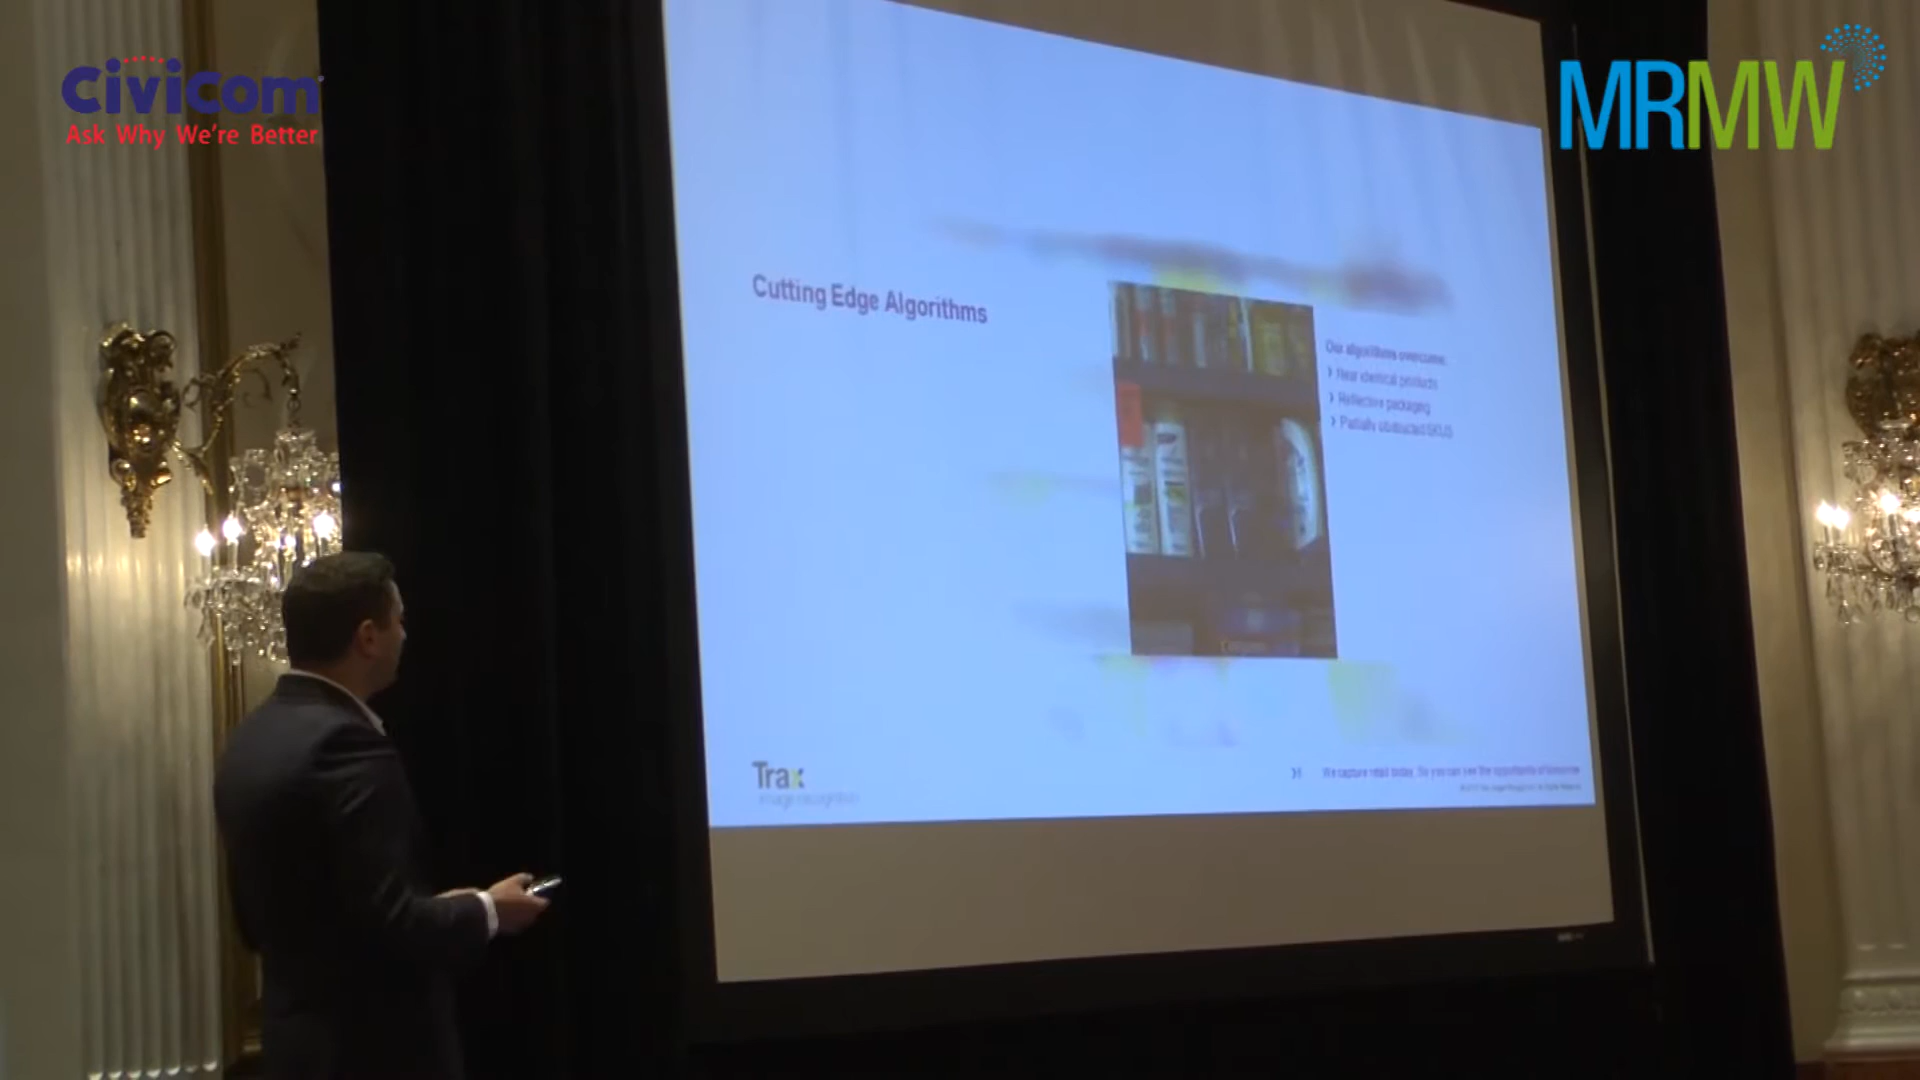 CiViCom
Ask Why We're Better
MRMW
Cutting Edge Algorithms
Our algorithms overcome:
› Near identical products
› Reflective packaging
› Partially obstructed SKUS
Trax
image recognition
We capture retail today. So you can see the opportunity of tomorrow